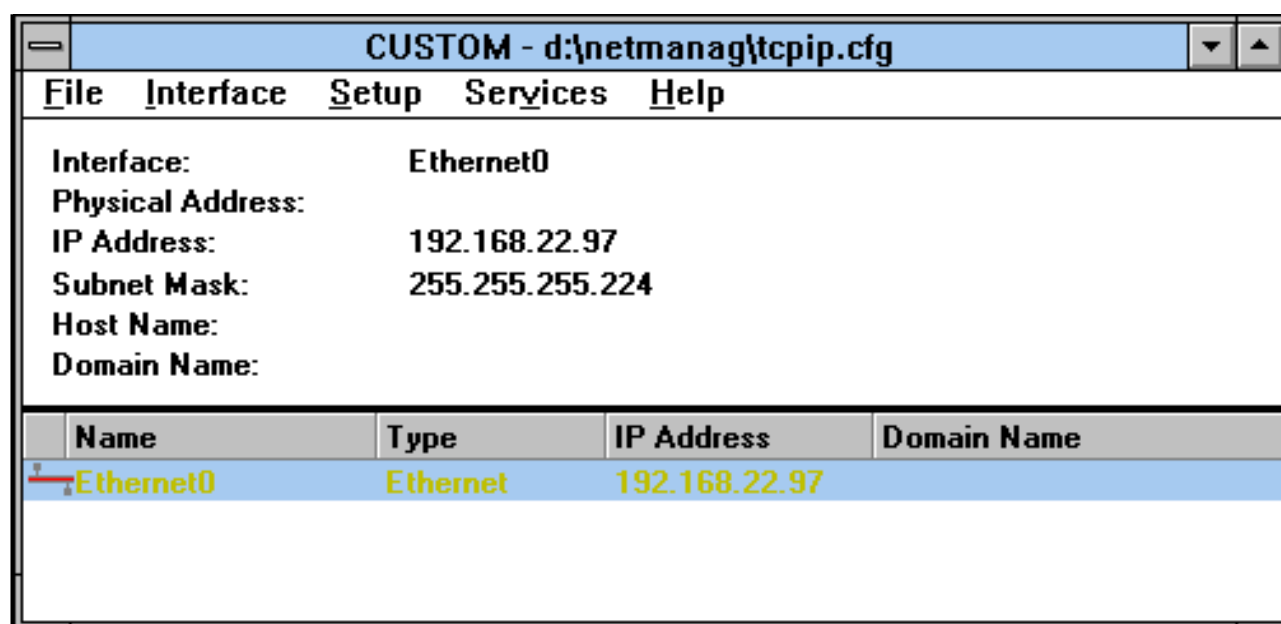 CUSTOM - d:\netmanag\tcpip.cfg
File Interface Setup Services Help
Interface: Ethernet0
Physical Address:
IP Address: 192.168.22.97
Subnet Mask: 255.255.255.224
Host Name:
Domain Name:
Name Type IP Address Domain Name
Ethernet0 Ethernet 192.168.22.97